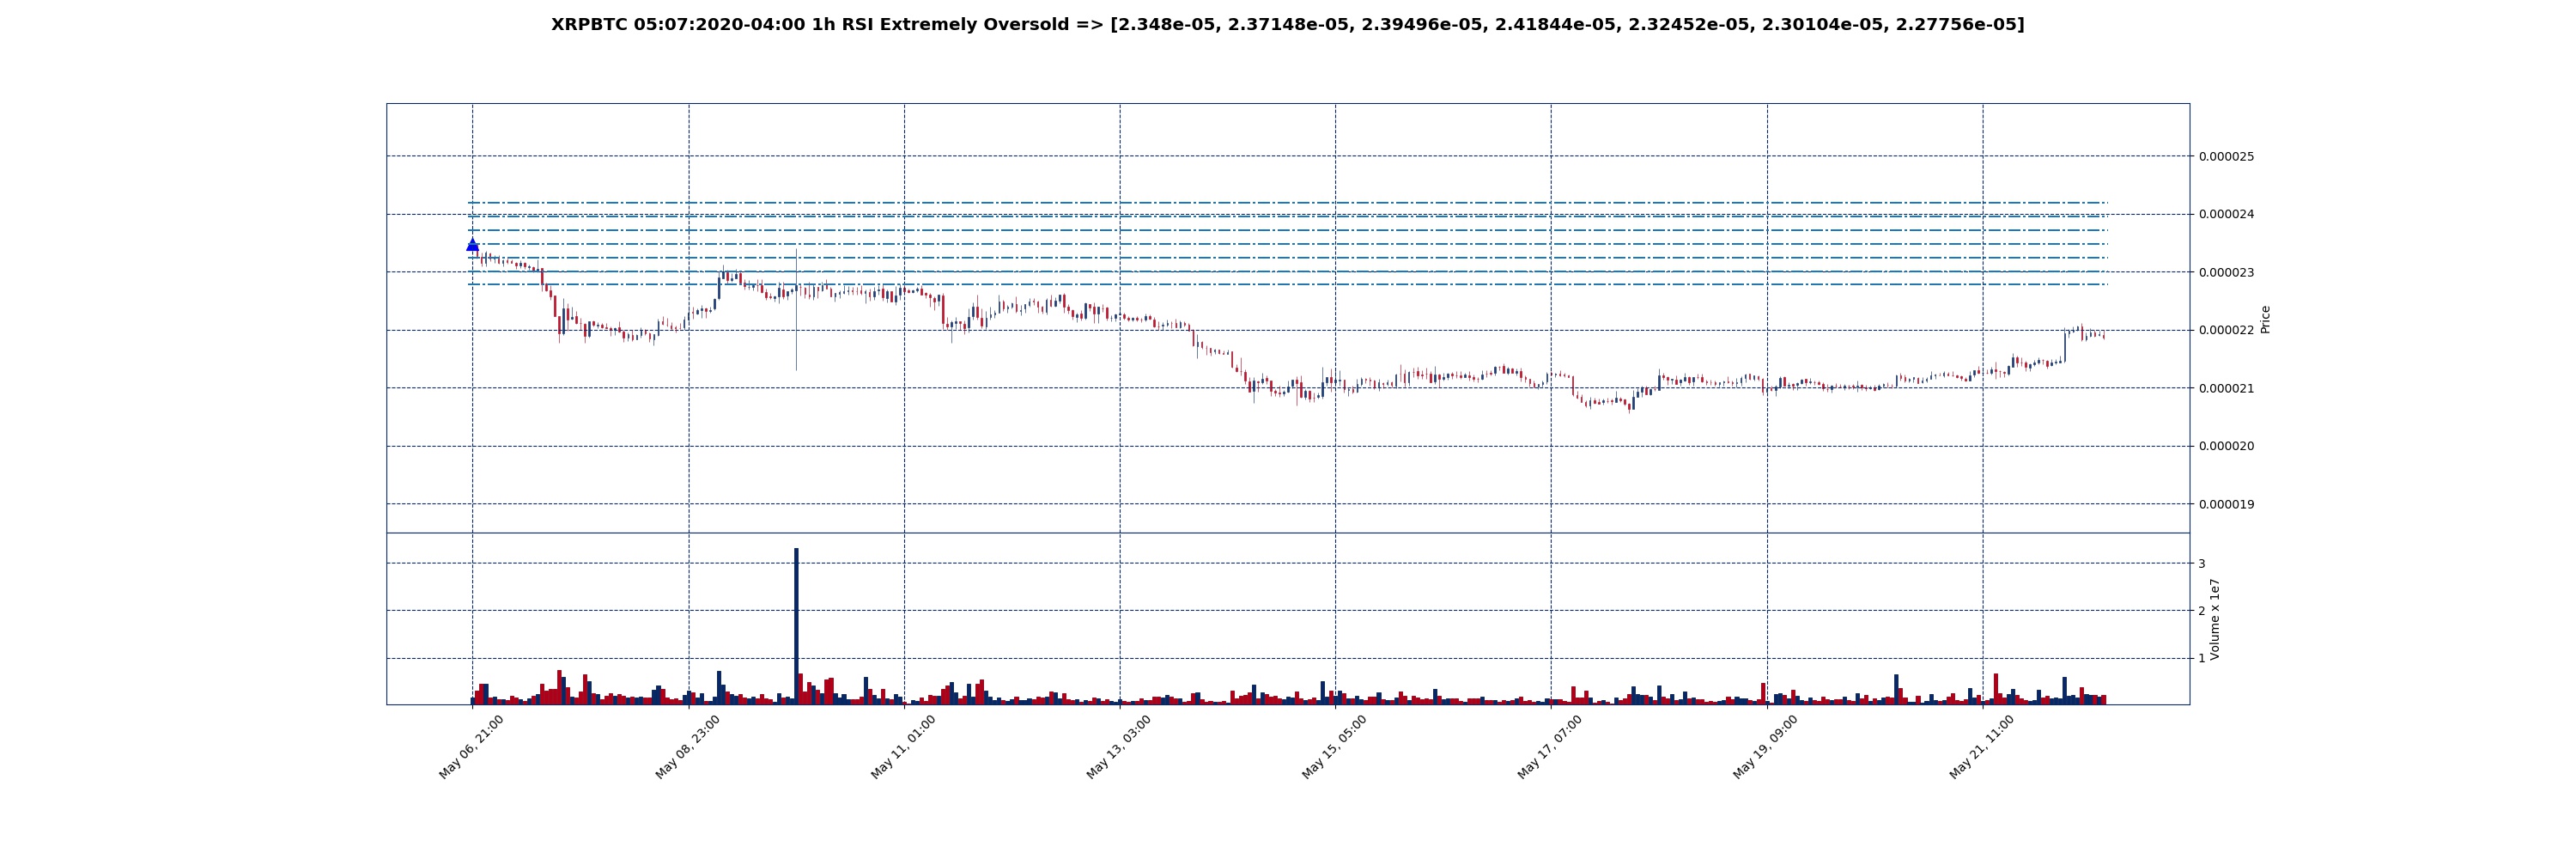 XRPBTC 05:07:2020-04:00 1h RSI Extremely Oversold => [2.348e-05, 2.37148e-05, 2.39496e-05, 2.41844e-05, 2.32452e-05, 2.30104e-05, 2.27756e-05]
0.000025
0.000024
0.000023
0.000022
0.000021
0.000020
0.000019
Price
3
2
1
Volume x 1e7
May 06, 21:00
May 08, 23:00
May 11, 01:00
May 13, 03:00
May 15, 05:00
May 17, 07:00
May 19, 09:00
May 21, 11:00